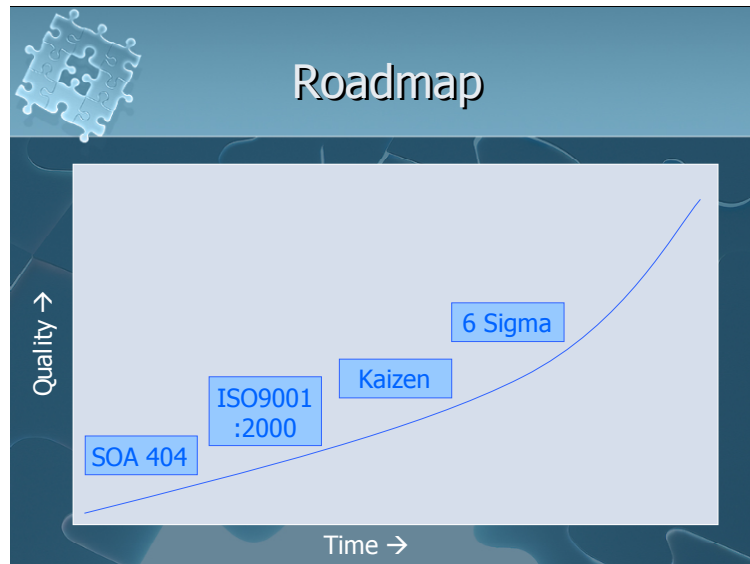 Roadmap
Quality →
6 Sigma
Kaizen
ISO9001
:2000
SOA 404
Time →